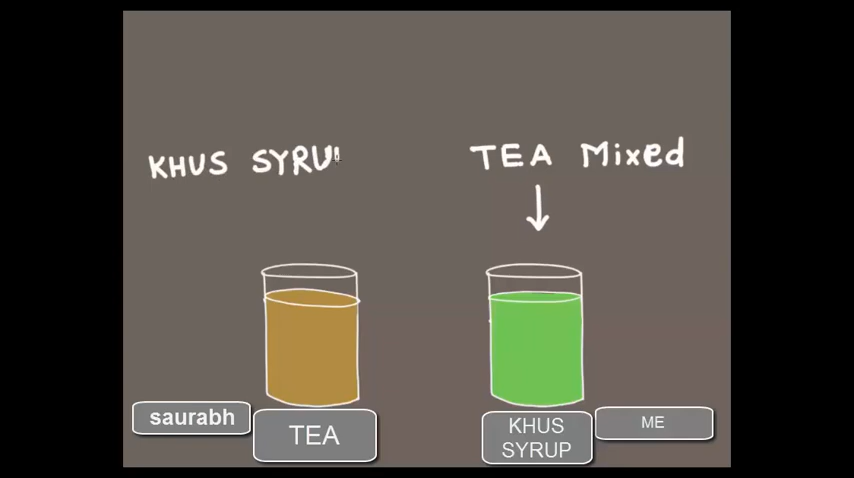 KHUS SYRU
TEA Mixed
saurabh
TEA
KHUS
SYRUP
ME